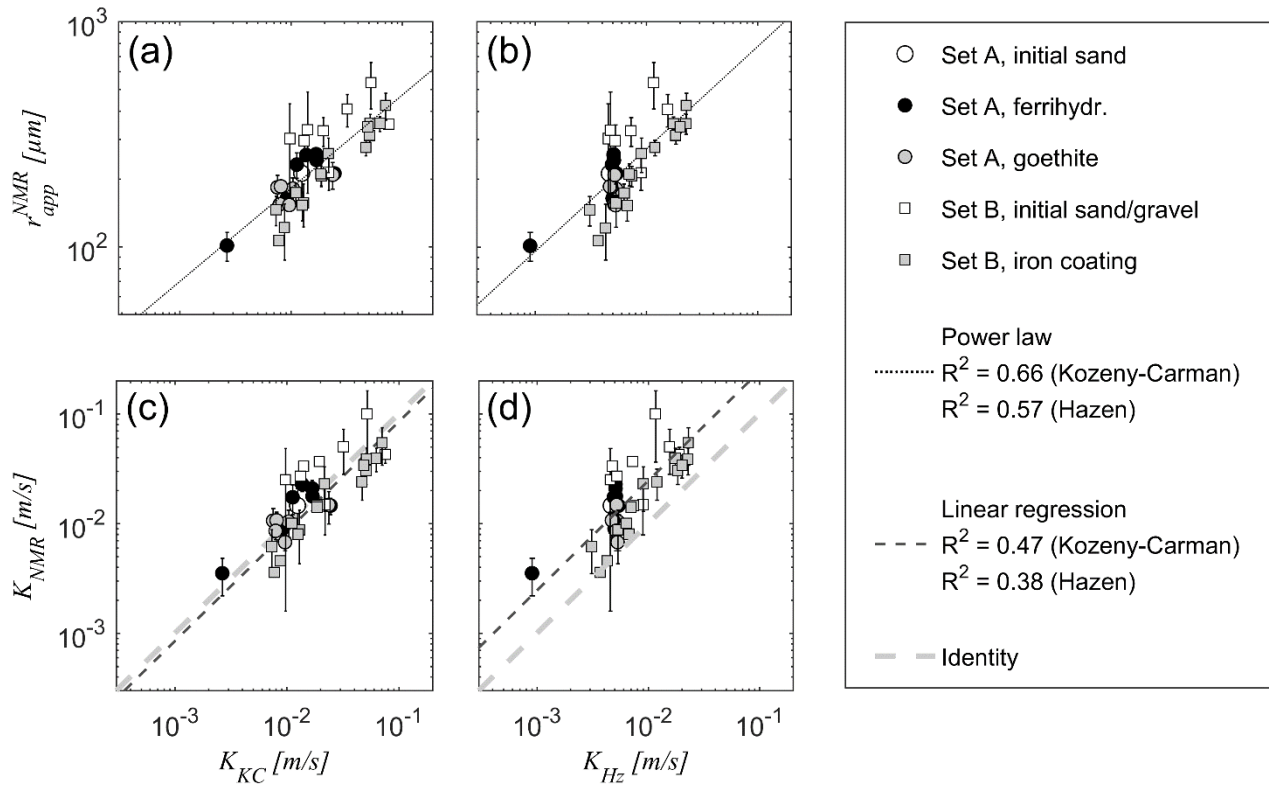 10³
(a)
(b)
r_app^NMR [µm]
10²
10⁻¹
(c)
(d)
K_NMR [m/s]
10⁻²
10⁻³
10⁻³ 10⁻² 10⁻¹
10⁻³ 10⁻² 10⁻¹
K_KC [m/s]
K_Hz [m/s]
Set A, initial sand
Set A, ferrihydr.
Set A, goethite
Set B, initial sand/gravel
Set B, iron coating
Power law
R² = 0.66 (Kozeny-Carman)
R² = 0.57 (Hazen)
Linear regression
R² = 0.47 (Kozeny-Carman)
R² = 0.38 (Hazen)
Identity